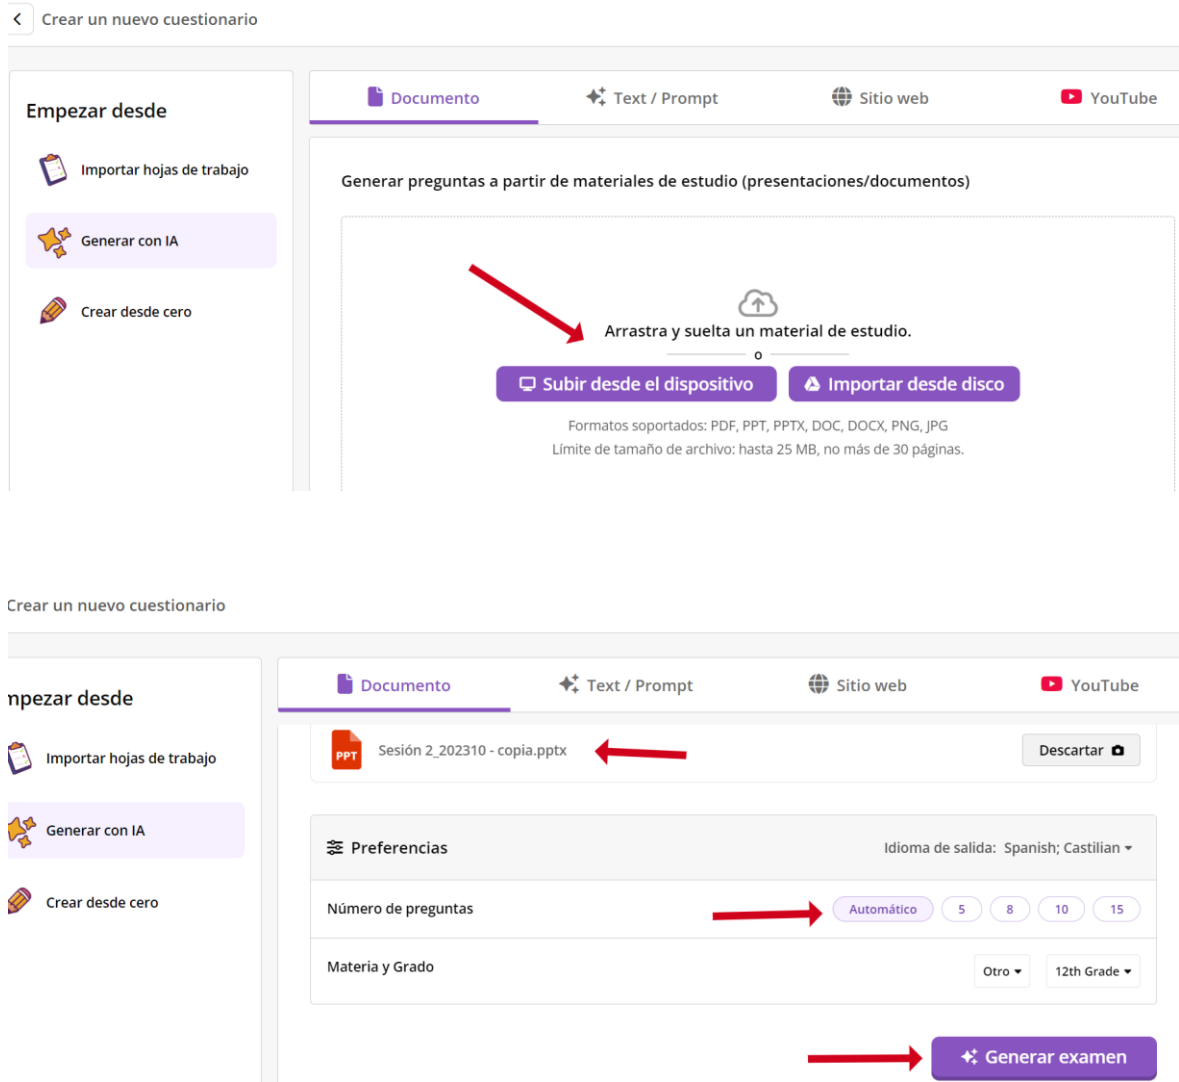 Crear un nuevo cuestionario
Empezar desde
Importar hojas de trabajo
Generar con IA
Crear desde cero
Documento
Text / Prompt
Sitio web
YouTube
Generar preguntas a partir de materiales de estudio (presentaciones/documentos)
Arrastra y suelta un material de estudio.
o
Subir desde el dispositivo
Importar desde disco
Formatos soportados: PDF, PPT, PPTX, DOC, DOCX, PNG, JPG
Límite de tamaño de archivo: hasta 25 MB, no más de 30 páginas.
Crear un nuevo cuestionario
mpezar desde
Importar hojas de trabajo
Generar con IA
Crear desde cero
Documento
Text / Prompt
Sitio web
YouTube
PPT
Sesión 2_202310 - copia.pptx
Descartar
Preferencias
Idioma de salida: Spanish; Castilian
Número de preguntas
Automático 5 8 10 15
Materia y Grado
Otro
12th Grade
Generar examen